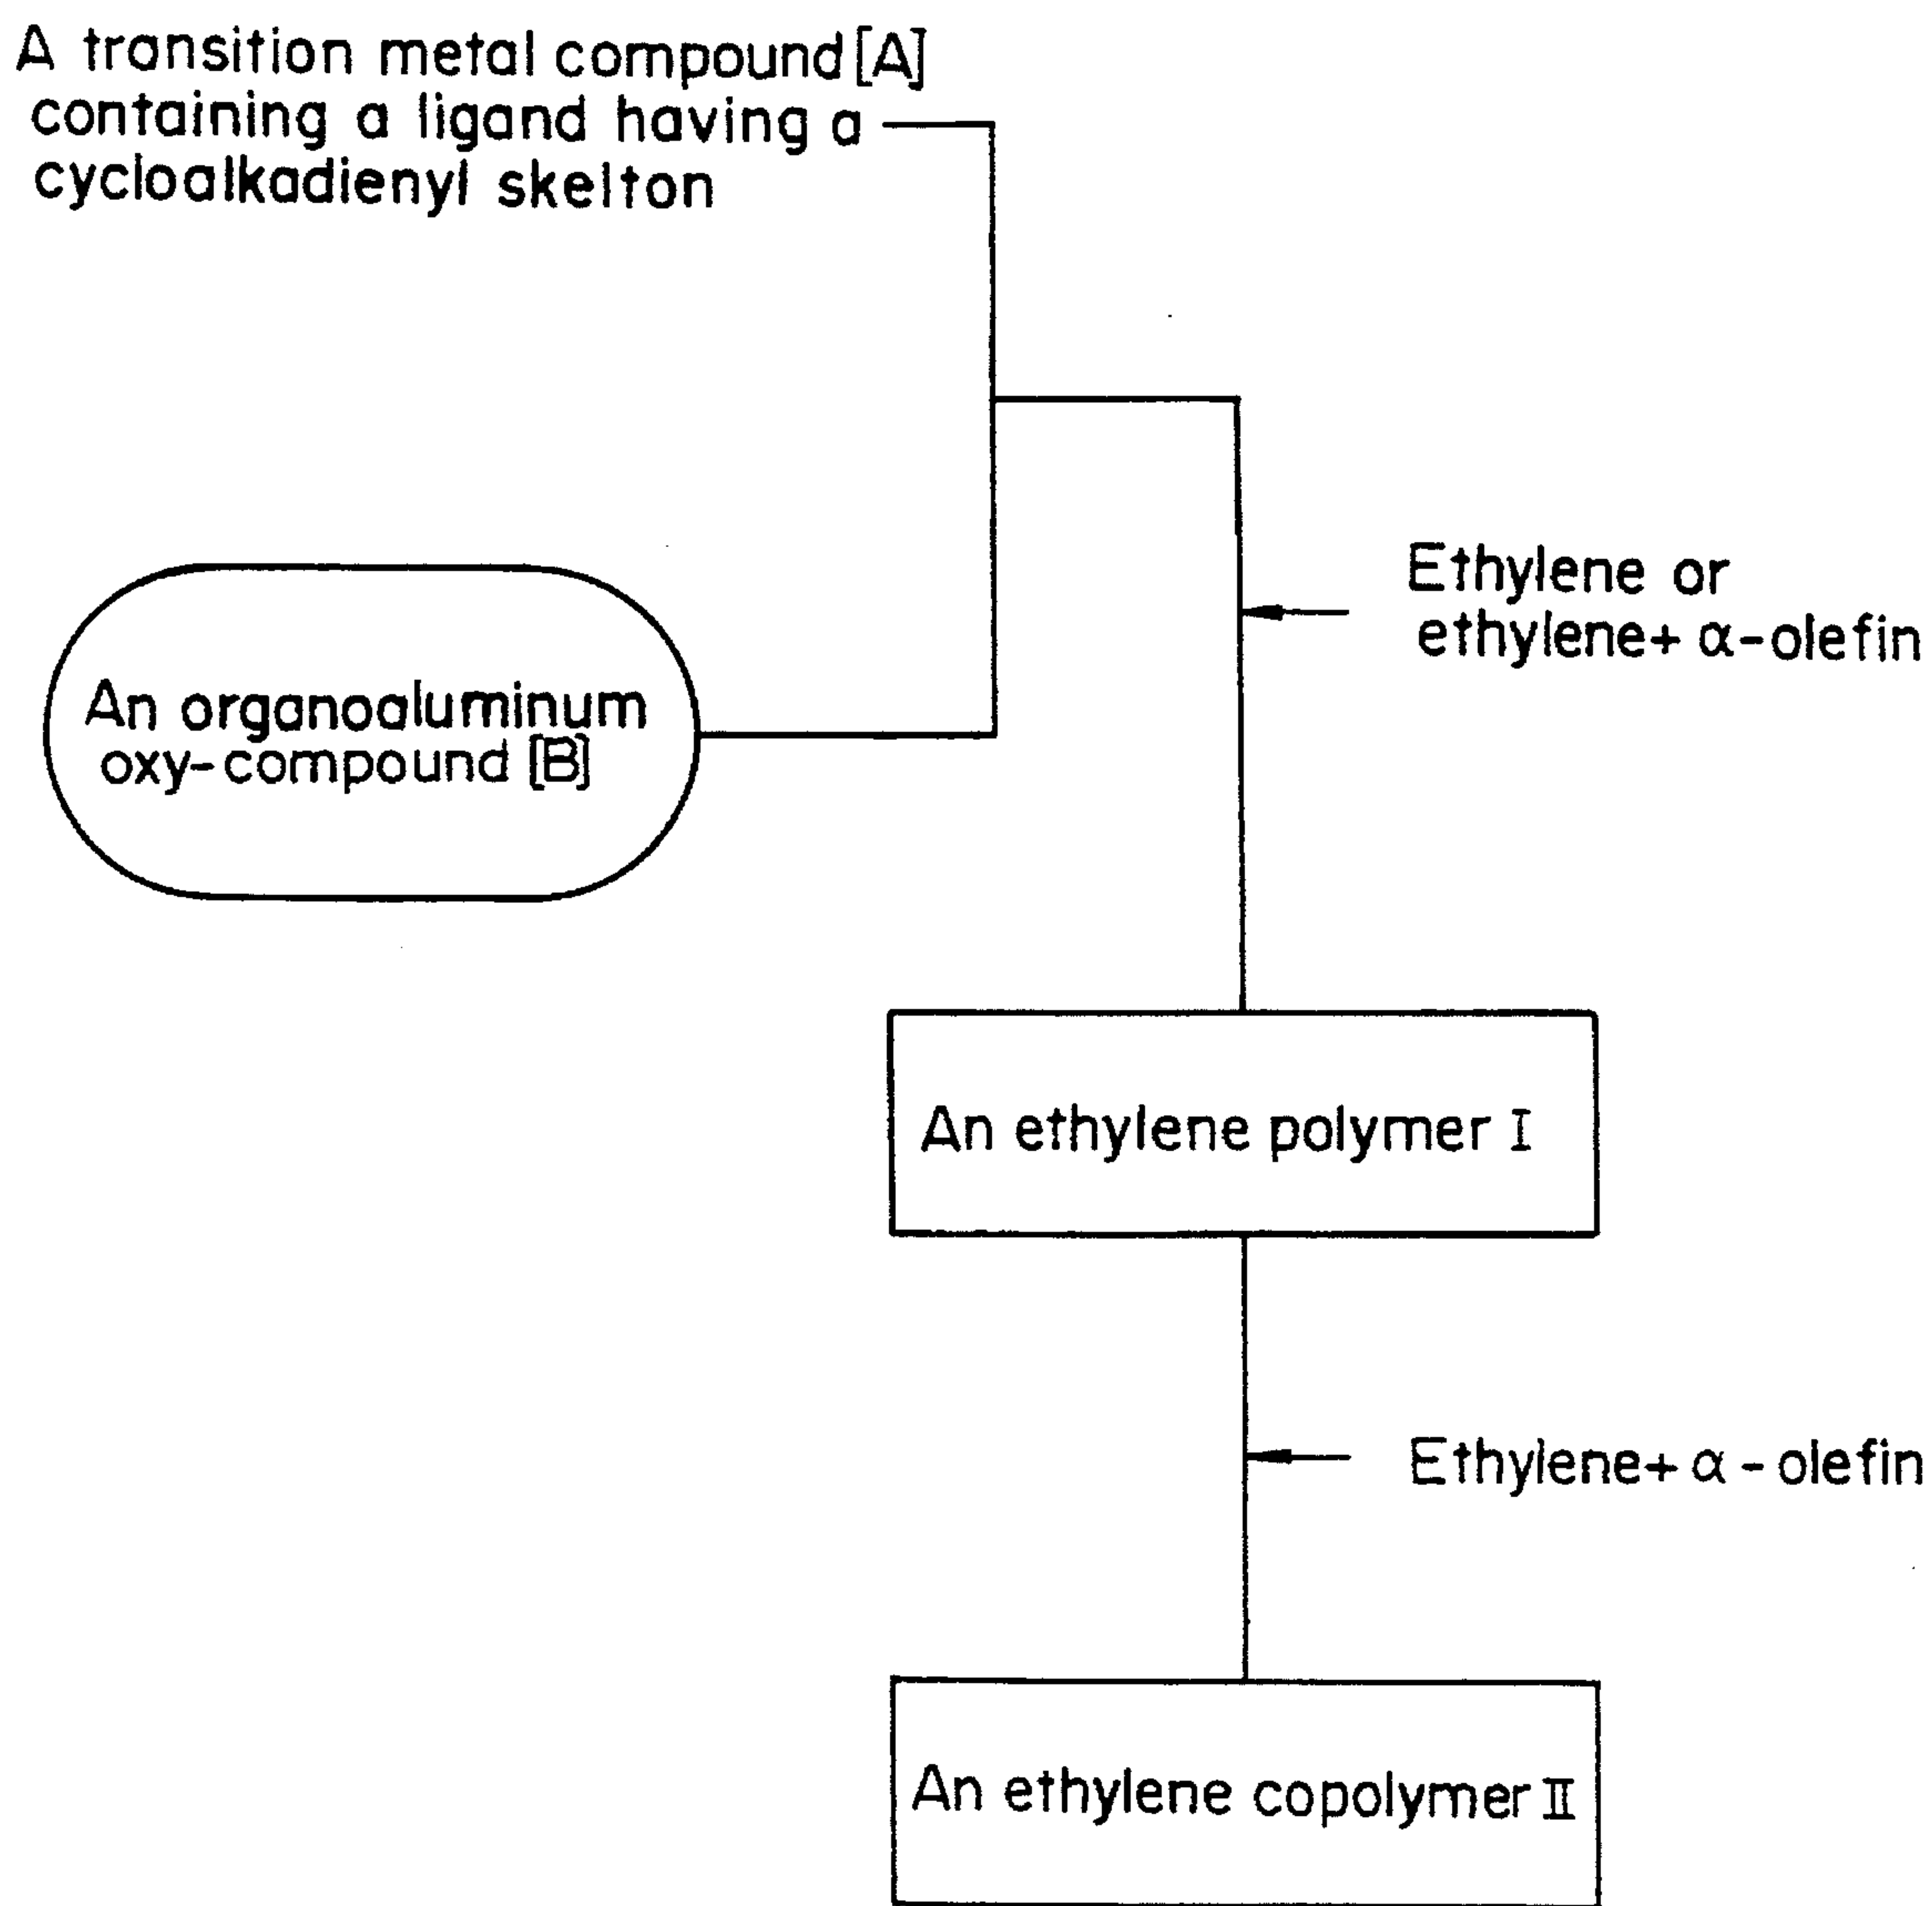 A transition metal compound[A]
containing a ligand having a
cycloalkadienyl skelton
Ethylene or
ethylene+ α-olefin
An organoaluminum
oxy-compound [B]
An ethylene polymer I
Ethylene+ α-olefin
An ethylene copolymer II